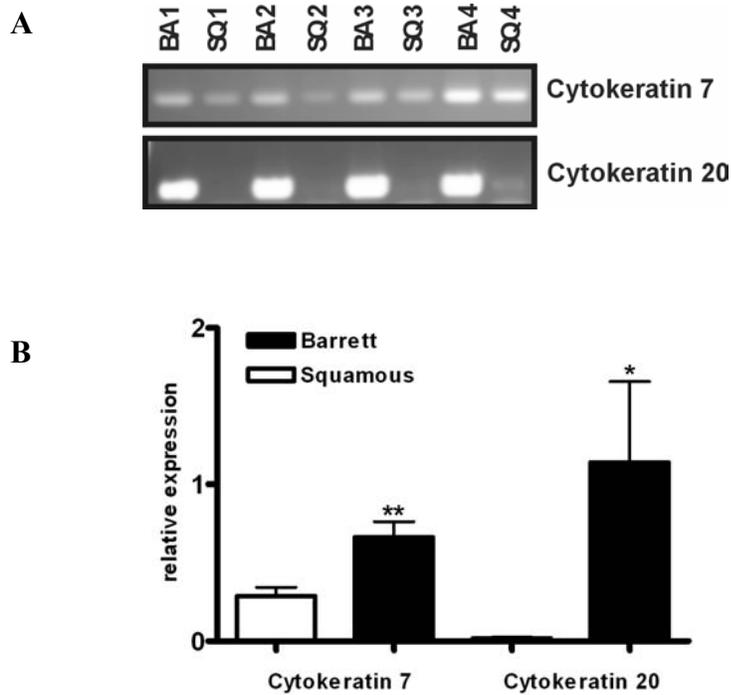 A
BA1 SQ1 BA2 SQ2 BA3 SQ3 BA4 SQ4
Cytokeratin 7
Cytokeratin 20
B
2
1
0
relative expression
Barrett
Squamous
**
*
Cytokeratin 7 Cytokeratin 20